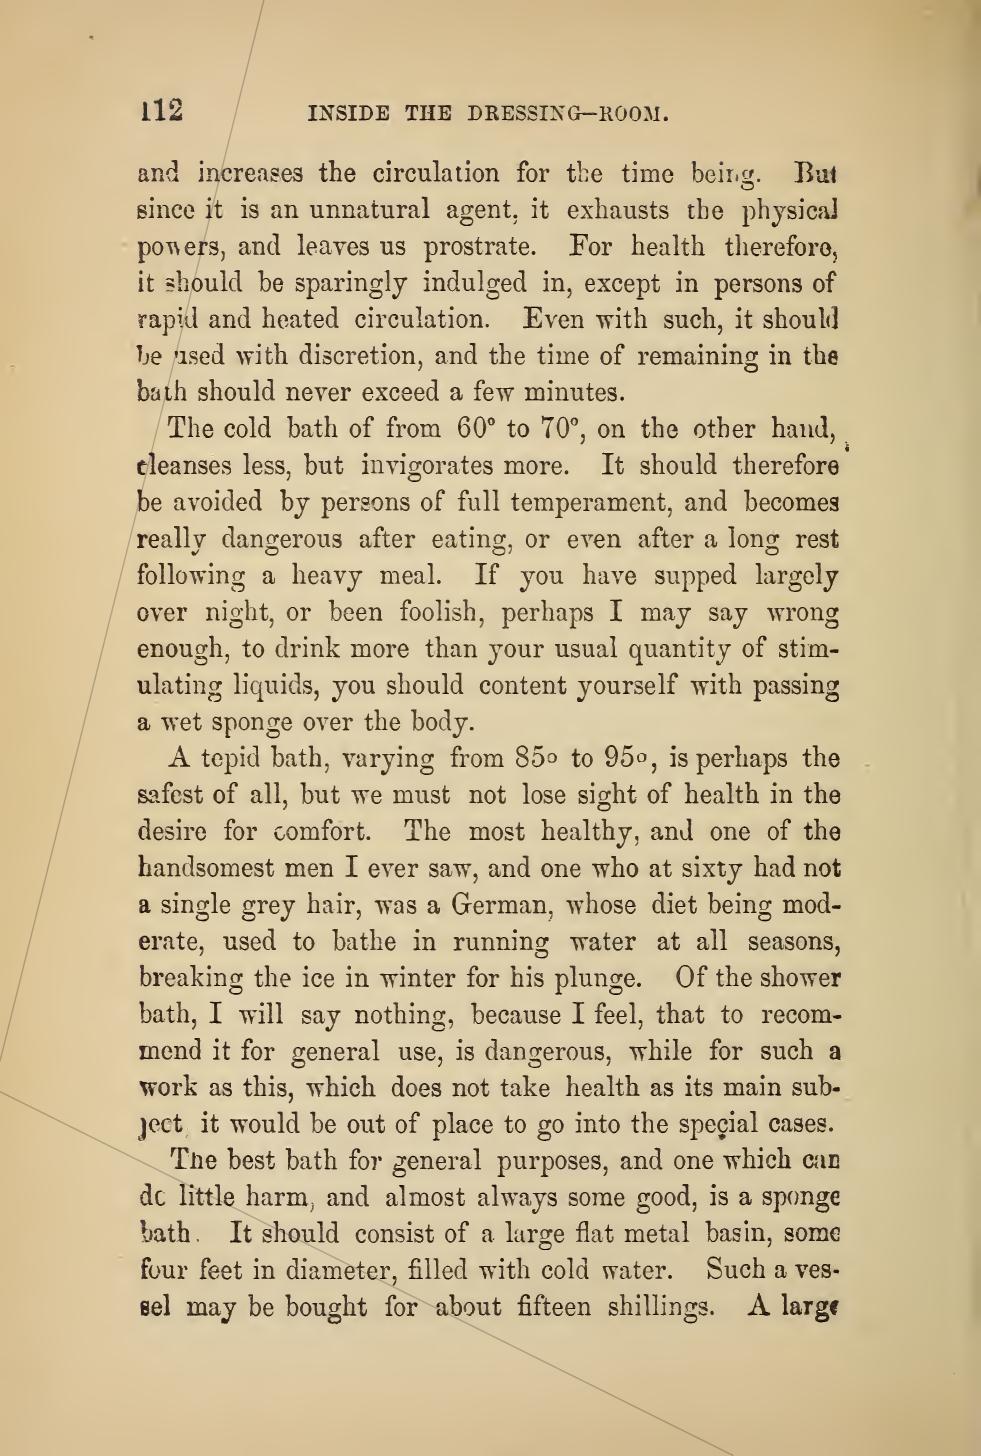 112 INSIDE THE DRESSING-ROOM.
and increases the circulation for the time being. But
since it is an unnatural agent, it exhausts the physical
powers, and leaves us prostrate. For health therefore,
it should be sparingly indulged in, except in persons of
rapid and heated circulation. Even with such, it should
be used with discretion, and the time of remaining in the
bath should never exceed a few minutes.
The cold bath of from 60° to 70°, on the other hand,
cleanses less, but invigorates more. It should therefore
be avoided by persons of full temperament, and becomes
really dangerous after eating, or even after a long rest
following a heavy meal. If you have supped largely
over night, or been foolish, perhaps I may say wrong
enough, to drink more than your usual quantity of stim-
ulating liquids, you should content yourself with passing
a wet sponge over the body.
A tepid bath, varying from 85o to 95o, is perhaps the
safest of all, but we must not lose sight of health in the
desire for comfort. The most healthy, and one of the
handsomest men I ever saw, and one who at sixty had not
a single grey hair, was a German, whose diet being mod-
erate, used to bathe in running water at all seasons,
breaking the ice in winter for his plunge. Of the shower
bath, I will say nothing, because I feel, that to recom-
mend it for general use, is dangerous, while for such a
work as this, which does not take health as its main sub-
ject, it would be out of place to go into the special cases.
The best bath for general purposes, and one which can
do little harm, and almost always some good, is a sponge
bath. It should consist of a large flat metal basin, some
four feet in diameter, filled with cold water. Such a ves-
sel may be bought for about fifteen shillings. A large